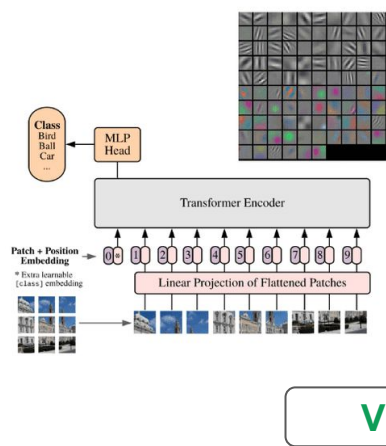 Class
Bird
Ball
Car
...
MLP
Head
Transformer Encoder
Patch + Position
Embedding
* Extra learnable
[class] embedding
0 * 1 2 3 4 5 6 7 8 9
Linear Projection of Flattened Patches
V